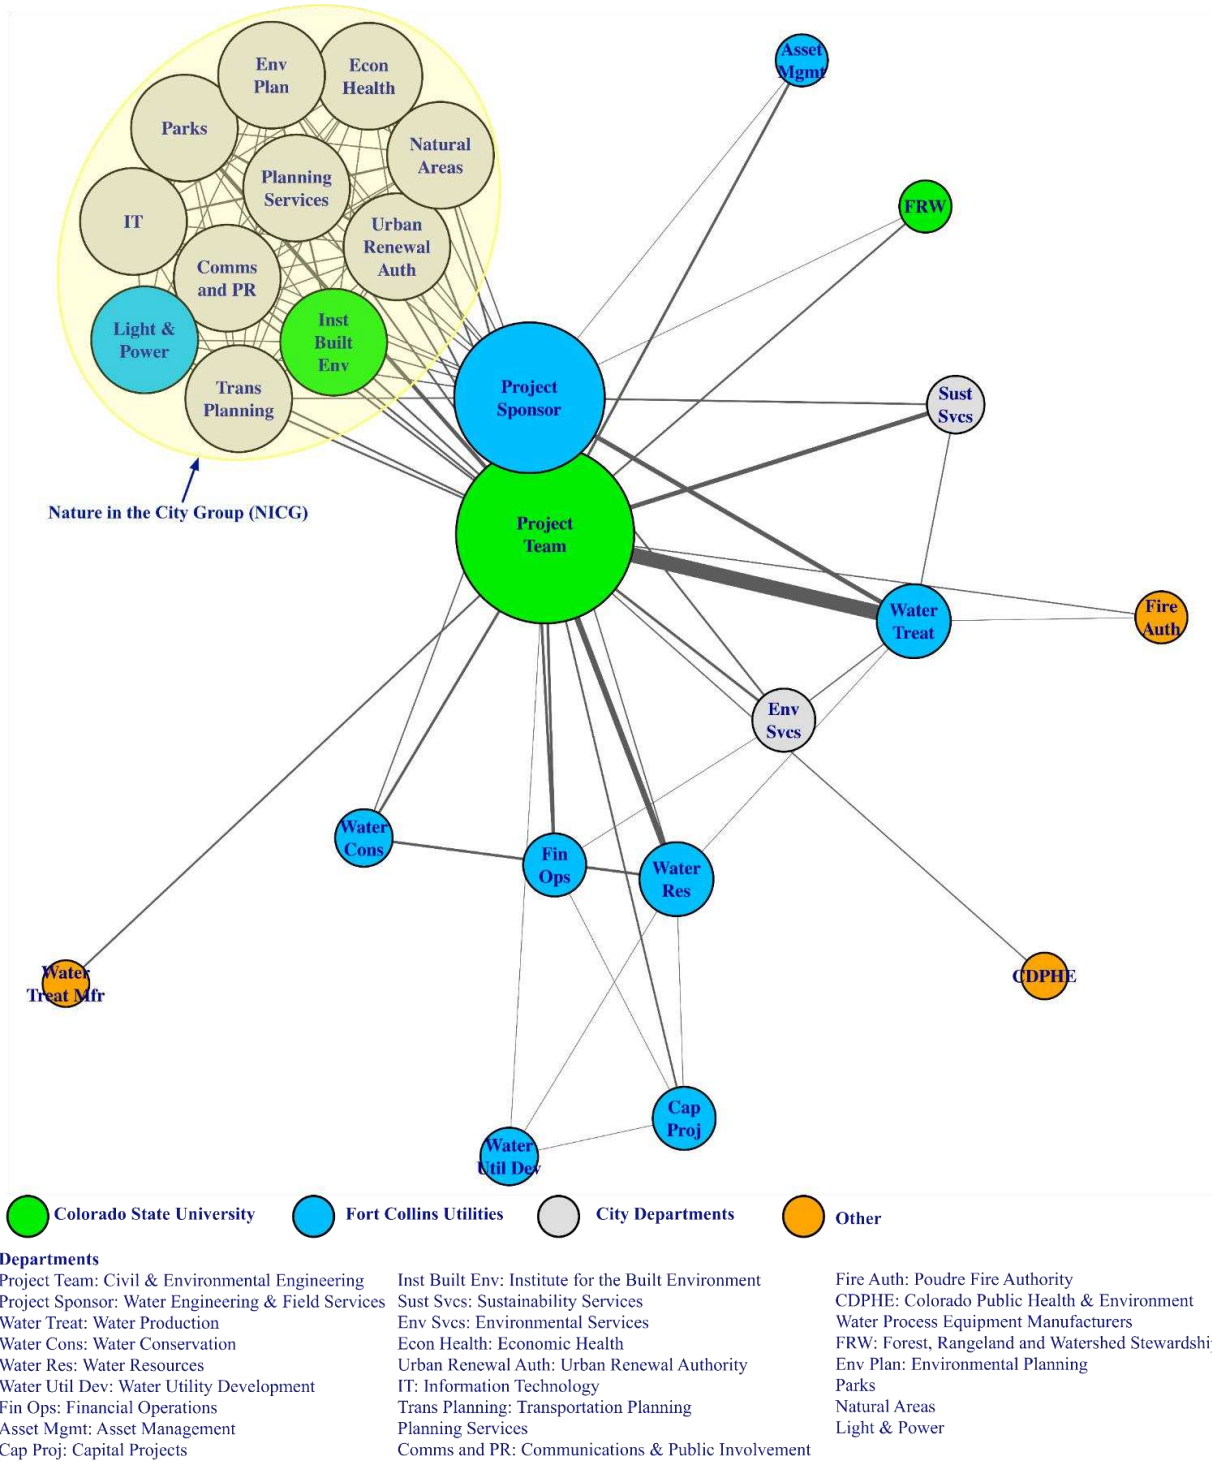 Asset
Mgmt
Env
Plan
Econ
Health
Parks
Natural
Areas
Planning
Services
FRW
IT
Urban
Renewal
Auth
Comms
and PR
Light &
Power
Inst
Built
Env
Trans
Planning
Project
Sponsor
Sust
Svcs
Nature in the City Group (NICG)
Project
Team
Water
Treat
Fire
Auth
Env
Svcs
Water
Cons
Fin
Ops
Water
Res
Water
Treat Mfr
CDPHE
Cap
Proj
Water
Util Dev
Colorado State University
Fort Collins Utilities
City Departments
Other
Departments
Project Team: Civil & Environmental Engineering
Project Sponsor: Water Engineering & Field Services
Water Treat: Water Production
Water Cons: Water Conservation
Water Res: Water Resources
Water Util Dev: Water Utility Development
Fin Ops: Financial Operations
Asset Mgmt: Asset Management
Cap Proj: Capital Projects
Inst Built Env: Institute for the Built Environment
Sust Svcs: Sustainability Services
Env Svcs: Environmental Services
Econ Health: Economic Health
Urban Renewal Auth: Urban Renewal Authority
IT: Information Technology
Trans Planning: Transportation Planning
Planning Services
Comms and PR: Communications & Public Involvement
Fire Auth: Poudre Fire Authority
CDPHE: Colorado Public Health & Environment
Water Process Equipment Manufacturers
FRW: Forest, Rangeland and Watershed Stewardshi
Env Plan: Environmental Planning
Parks
Natural Areas
Light & Power